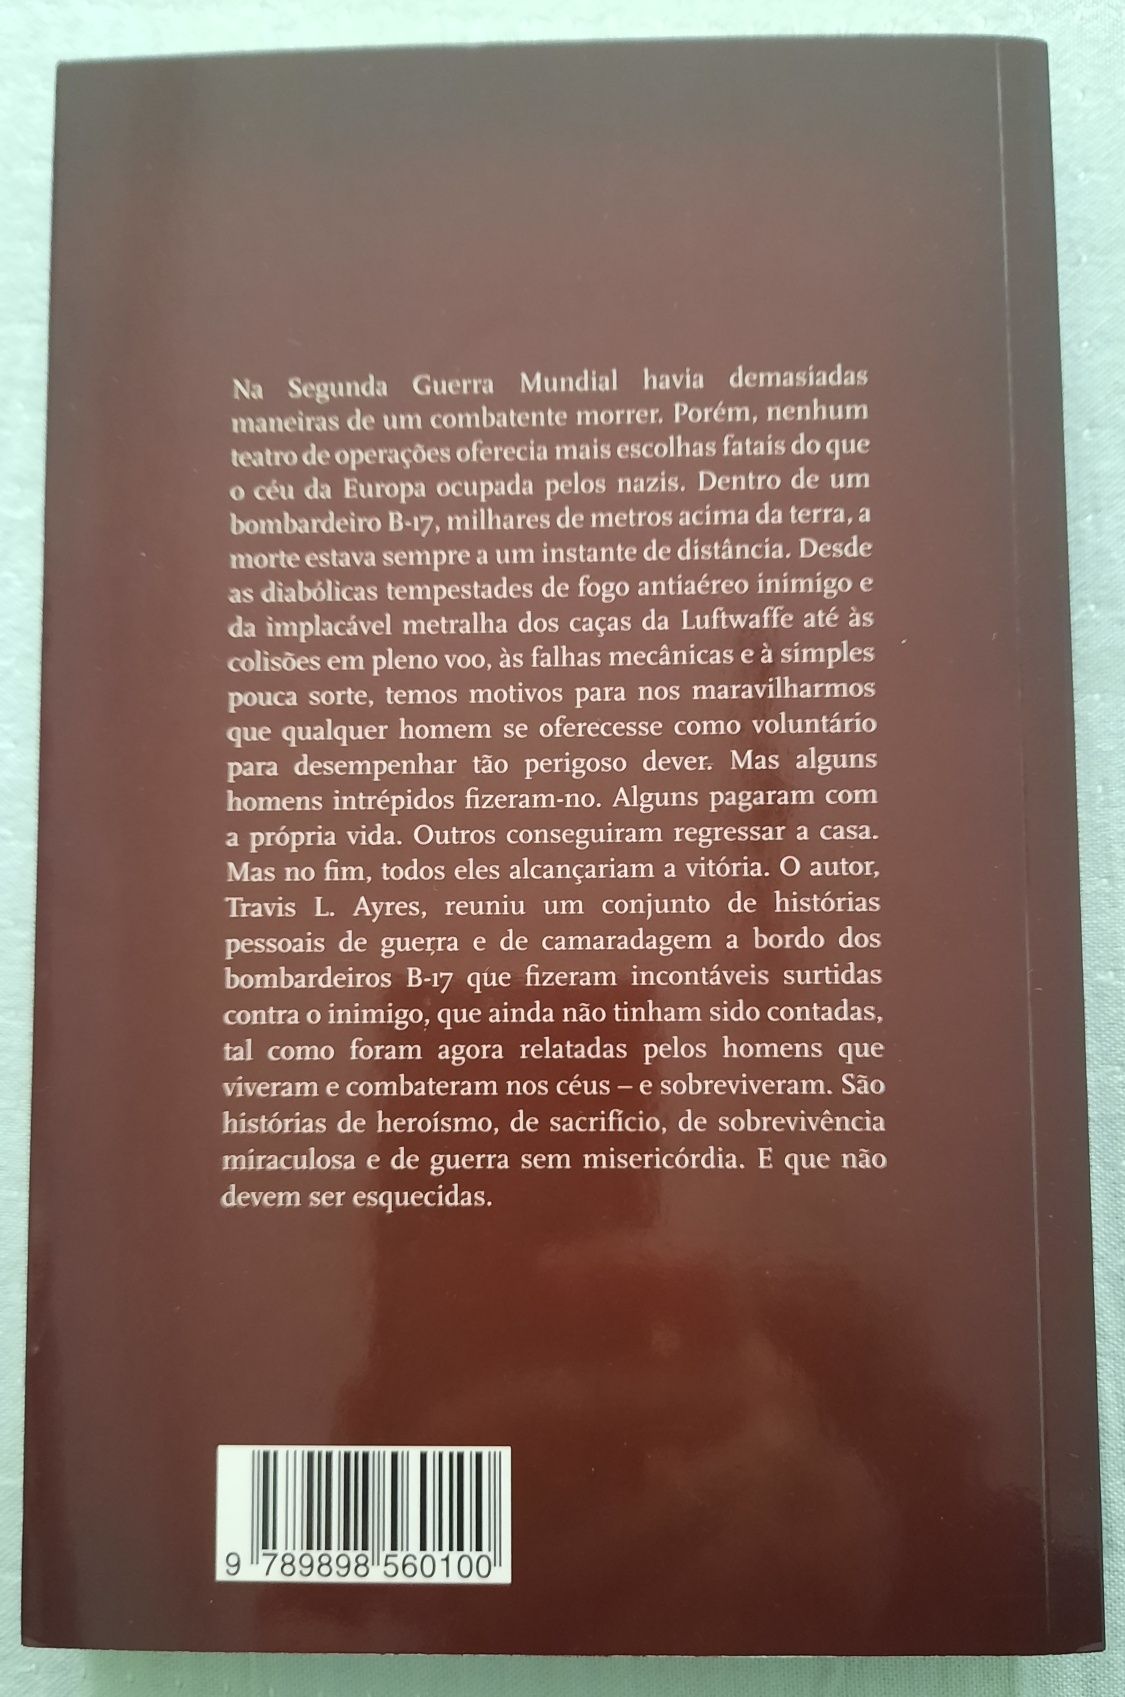 Na Segunda Guerra Mundial havia demasiadas
maneiras de um combatente morrer. Porém, nenhum
teatro de operações oferecia mais escolhas fatais do que
o céu da Europa ocupada pelos nazis. Dentro de um
bombardeiro B-17, milhares de metros acima da terra, a
morte estava sempre a um instante de distância. Desde
as diabólicas tempestades de fogo antiaéreo inimigo e
da implacável metralha dos caças da Luftwaffe até às
colisões em pleno voo, às falhas mecânicas e à simples
pouca sorte, temos motivos para nos maravilharmos
que qualquer homem se oferecesse como voluntário
para desempenhar tão perigoso dever. Mas alguns
homens intrépidos fizeram-no. Alguns pagaram com
a própria vida. Outros conseguiram regressar a casa.
Mas no fim, todos eles alcançariam a vitória. O autor,
Travis L. Ayres, reuniu um conjunto de histórias
pessoais de guerra e de camaradagem a bordo dos
bombardeiros B-17 que fizeram incontáveis surtidas
contra o inimigo, que ainda não tinham sido contadas,
tal como foram agora relatadas pelos homens que
viveram e combateram nos céus – e sobreviveram. São
histórias de heroísmo, de sacrifício, de sobrevivência
miraculosa e de guerra sem misericórdia. E que não
devem ser esquecidas.
9 789898 560100